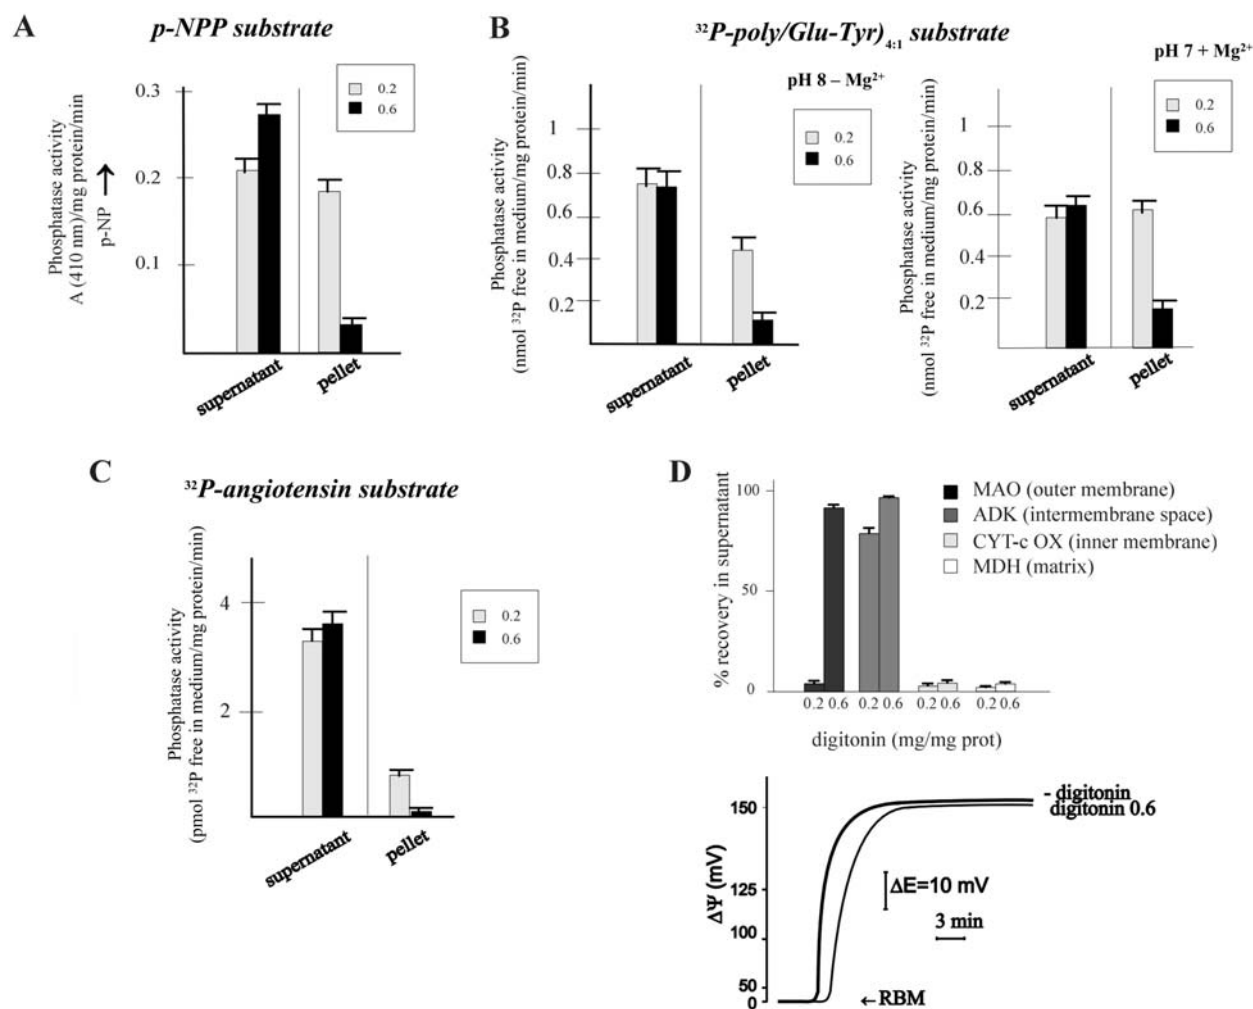 A
p-NPP substrate
0.3
0.2
0.1
Phosphatase activity
A (410 nm)/mg protein/min)
p-NP →
0.2
0.6
supernatant
pellet
B
³²P-poly/Glu-Tyr)₄:₁ substrate
pH 8 – Mg²⁺
0.2
0.6
1
0.8
0.6
0.4
0.2
Phosphatase activity
(nmol ³²P free in medium/mg protein/min)
supernatant
pellet
pH 7 + Mg²⁺
0.2
0.6
1
0.8
0.6
0.4
0.2
Phosphatase activity
(nmol ³²P free in medium/mg protein/min)
supernatant
pellet
C
³²P-angiotensin substrate
4
2
Phosphatase activity
(pmol ³²P free in medium/mg protein/min)
0.2
0.6
supernatant
pellet
D
100
50
0
% recovery in supernatant
MAO (outer membrane)
ADK (intermembrane space)
CYT-c OX (inner membrane)
MDH (matrix)
0.2 0.6 0.2 0.6 0.2 0.6 0.2 0.6
digitonin (mg/mg prot)
150
125
100
50
0
ΔΨ (mV)
- digitonin
digitonin 0.6
ΔE=10 mV
3 min
←RBM